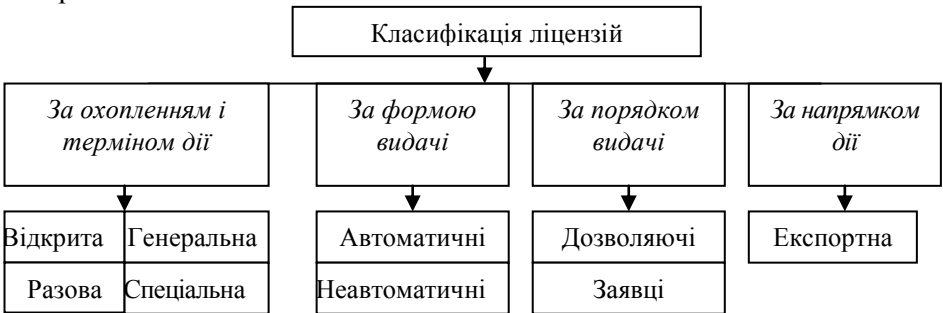 Класифікація ліцензій
За охопленням і
терміном дії
За формою
видачі
За порядком
видачі
За напрямком
дії
Відкрита
Генеральна
Разова
Спеціальна
Автоматичні
Неавтоматичні
Дозволяючі
Заявці
Експортна